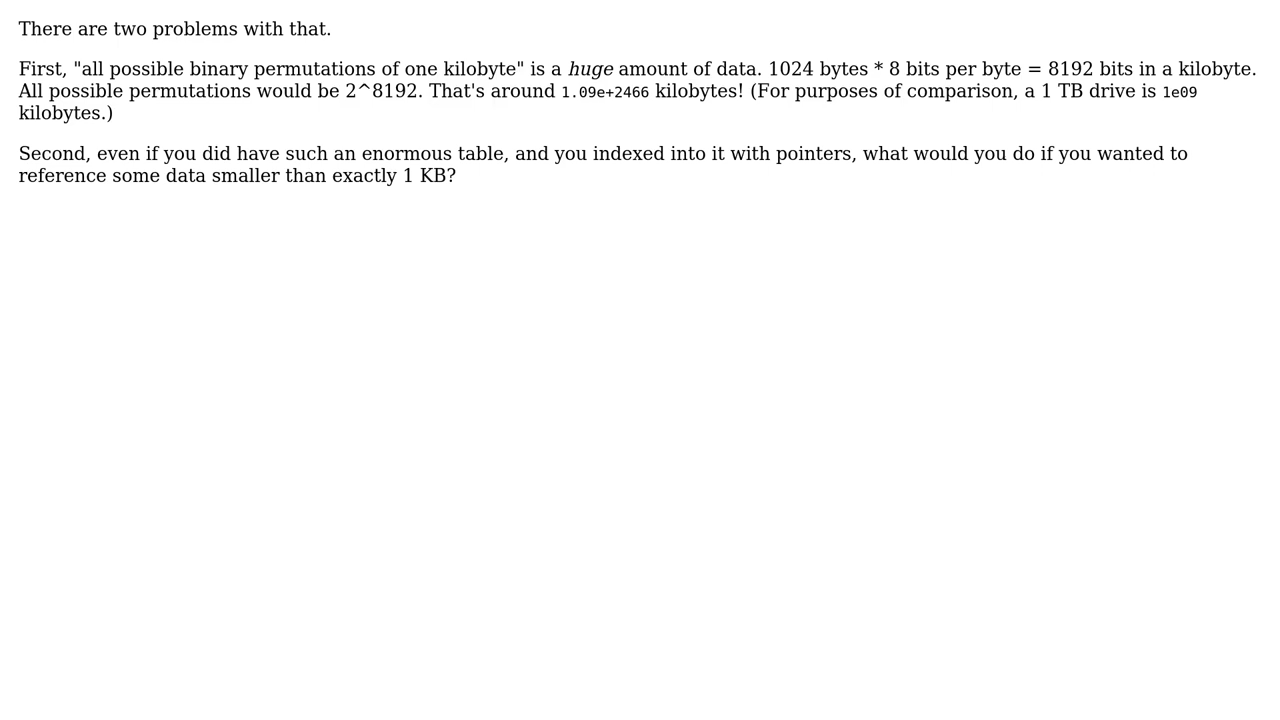 There are two problems with that.
First, "all possible binary permutations of one kilobyte" is a huge amount of data. 1024 bytes * 8 bits per byte = 8192 bits in a kilobyte.
All possible permutations would be 2^8192. That's around 1.09e+2466 kilobytes! (For purposes of comparison, a 1 TB drive is 1e09
kilobytes.)
Second, even if you did have such an enormous table, and you indexed into it with pointers, what would you do if you wanted to
reference some data smaller than exactly 1 KB?